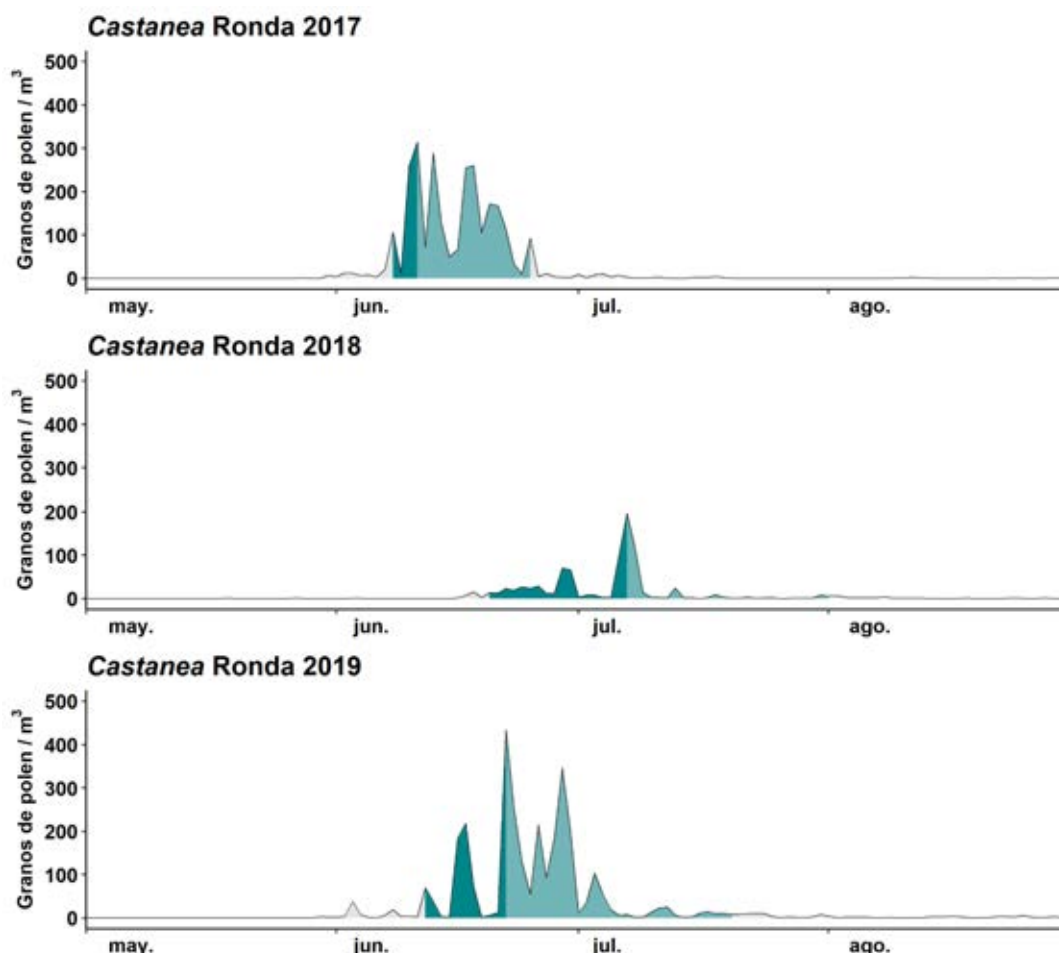 Castanea Ronda 2017
Granos de polen / m³
500
400
300
200
100
0
may. jun. jul. ago.
Castanea Ronda 2018
Granos de polen / m³
500
400
300
200
100
0
may. jun. jul. ago.
Castanea Ronda 2019
Granos de polen / m³
500
400
300
200
100
0
may. jun. jul. ago.